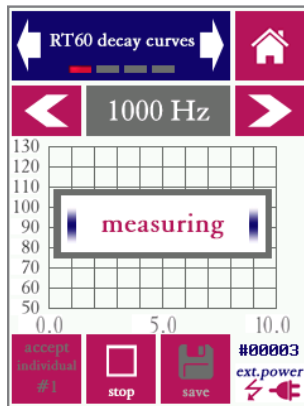 RT60 decay curves
1000 Hz
130
120
110
100
90
80
70
60
50
measuring
0.0 5.0 10.0
accept
individual
#1
stop
save
#00003
ext.power